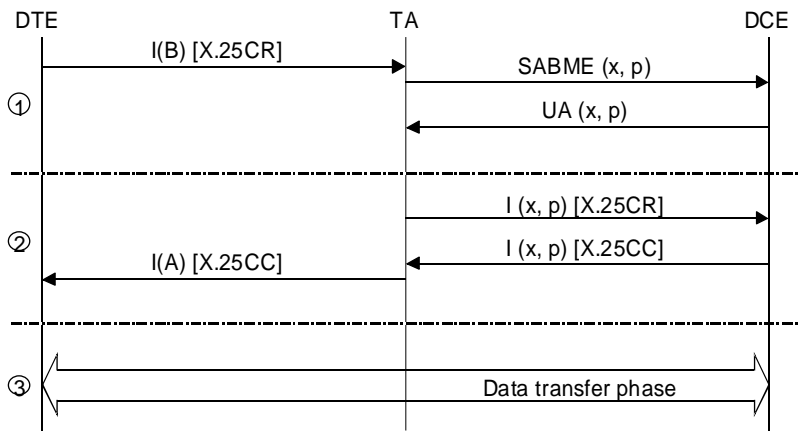 DTE TA DCE
I(B) [X.25CR]
SABME (x, p)
① UA (x, p)
I (x, p) [X.25CR]
② I (x, p) [X.25CC]
I(A) [X.25CC]
③ Data transfer phase